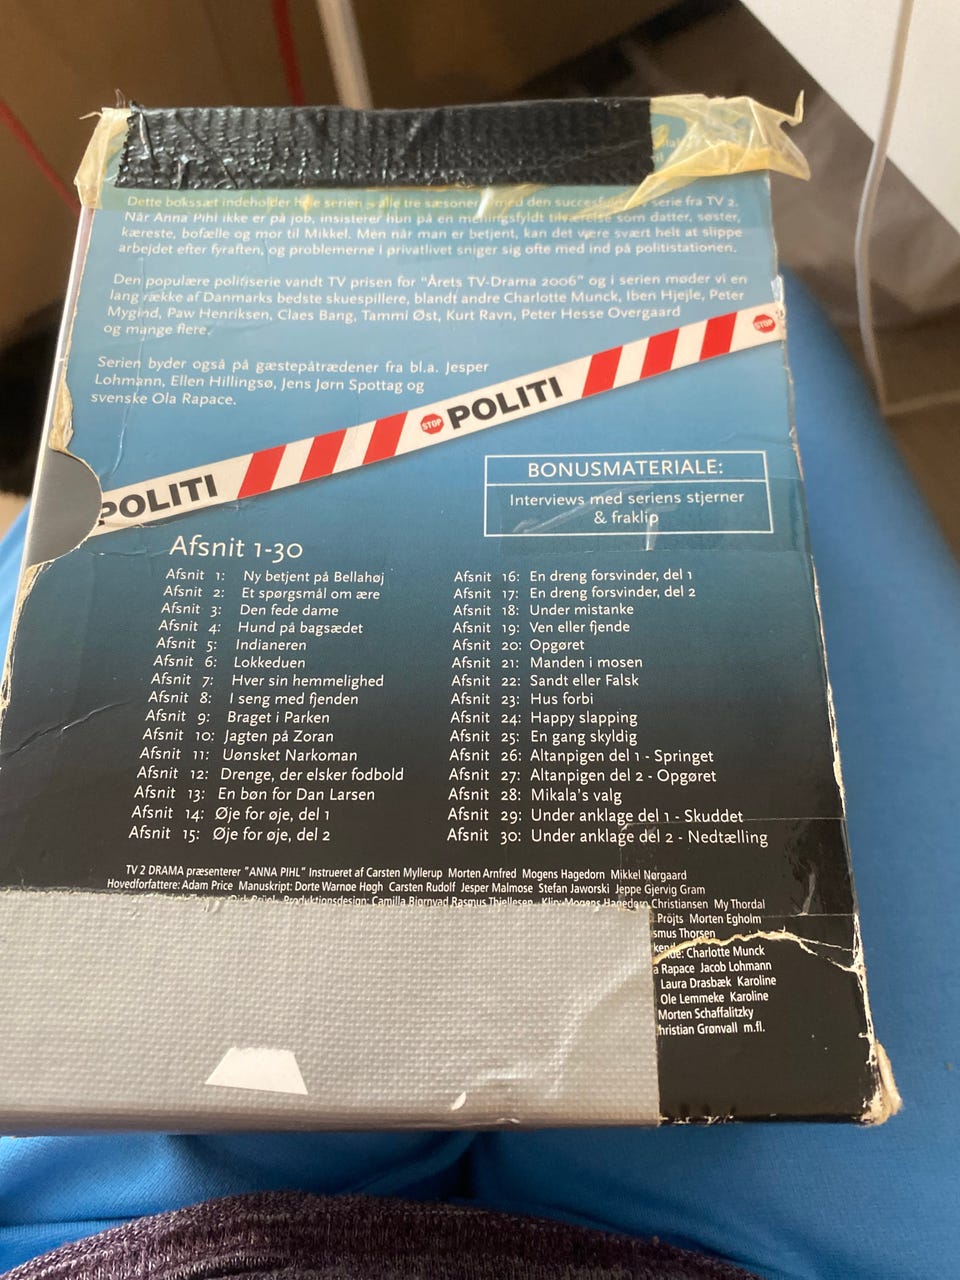 Dette bokssæt indeholder hele serien - alle tre sæsoner med den succesfulde serie fra TV 2.
Når Anna Pihl ikke er på job, insisterer hun på en meningsfyldt tilværelse som datter, søster,
kæreste, bofælle og mor til Mikkel. Men når man er betjent, kan det være svært helt at slippe
arbejdet efter fyraften, og problemerne i privatlivet sniger sig ofte med ind på politistationen.
Den populære politiserie vandt TV prisen for "Årets TV-Drama 2006" og i serien møder vi en
lang række af Danmarks bedste skuespillere, blandt andre Charlotte Munck, Iben Hjejle, Peter
Mygind, Paw Henriksen, Claes Bang, Tammi Øst, Kurt Ravn, Peter Hesse Overgaard
og mange flere.
Serien byder også på gæstepåtrædener fra bl.a. Jesper
Lohmann, Ellen Hillingsø, Jens Jørn Spottag og
svenske Ola Rapace.
POLITI STOP POLITI STOP
BONUSMATERIALE:
Interviews med seriens stjerner
& fraklip
Afsnit 1-30
Afsnit 1: Ny betjent på Bellahøj
Afsnit 2: Et spørgsmål om ære
Afsnit 3: Den fede dame
Afsnit 4: Hund på bagsædet
Afsnit 5: Indianeren
Afsnit 6: Lokkeduen
Afsnit 7: Hver sin hemmelighed
Afsnit 8: I seng med fjenden
Afsnit 9: Braget i Parken
Afsnit 10: Jagten på Zoran
Afsnit 11: Uønsket Narkoman
Afsnit 12: Drenge, der elsker fodbold
Afsnit 13: En bøn for Dan Larsen
Afsnit 14: Øje for øje, del 1
Afsnit 15: Øje for øje, del 2
Afsnit 16: En dreng forsvinder, del 1
Afsnit 17: En dreng forsvinder, del 2
Afsnit 18: Under mistanke
Afsnit 19: Ven eller fjende
Afsnit 20: Opgøret
Afsnit 21: Manden i mosen
Afsnit 22: Sandt eller Falsk
Afsnit 23: Hus forbi
Afsnit 24: Happy slapping
Afsnit 25: En gang skyldig
Afsnit 26: Altanpigen del 1 - Springet
Afsnit 27: Altanpigen del 2 - Opgøret
Afsnit 28: Mikala's valg
Afsnit 29: Under anklage del 1 - Skuddet
Afsnit 30: Under anklage del 2 - Nedtælling
TV 2 DRAMA præsenterer "ANNA PIHL" Instrueret af Carsten Myllerup Morten Arnfred Mogens Hagedorn Mikkel Nørgaard
Hovedforfattere: Adam Price Manuskript: Dorte Warnøe Høgh Carsten Rudolf Jesper Malmose Stefan Jaworski Jeppe Gjervig Gram
Produktionsdesign: Camilla Bjørnvad Rasmus Thjellesen Klip: Mogens Hagedorn Christiansen My Thordal
Pröjts Morten Egholm
smus Thorsen
Charlotte Munck
a Rapace Jacob Lohmann
Laura Drasbæk Karoline
Ole Lemmeke Karoline
Morten Schaffalitzky
hristian Grønvall m.fl.